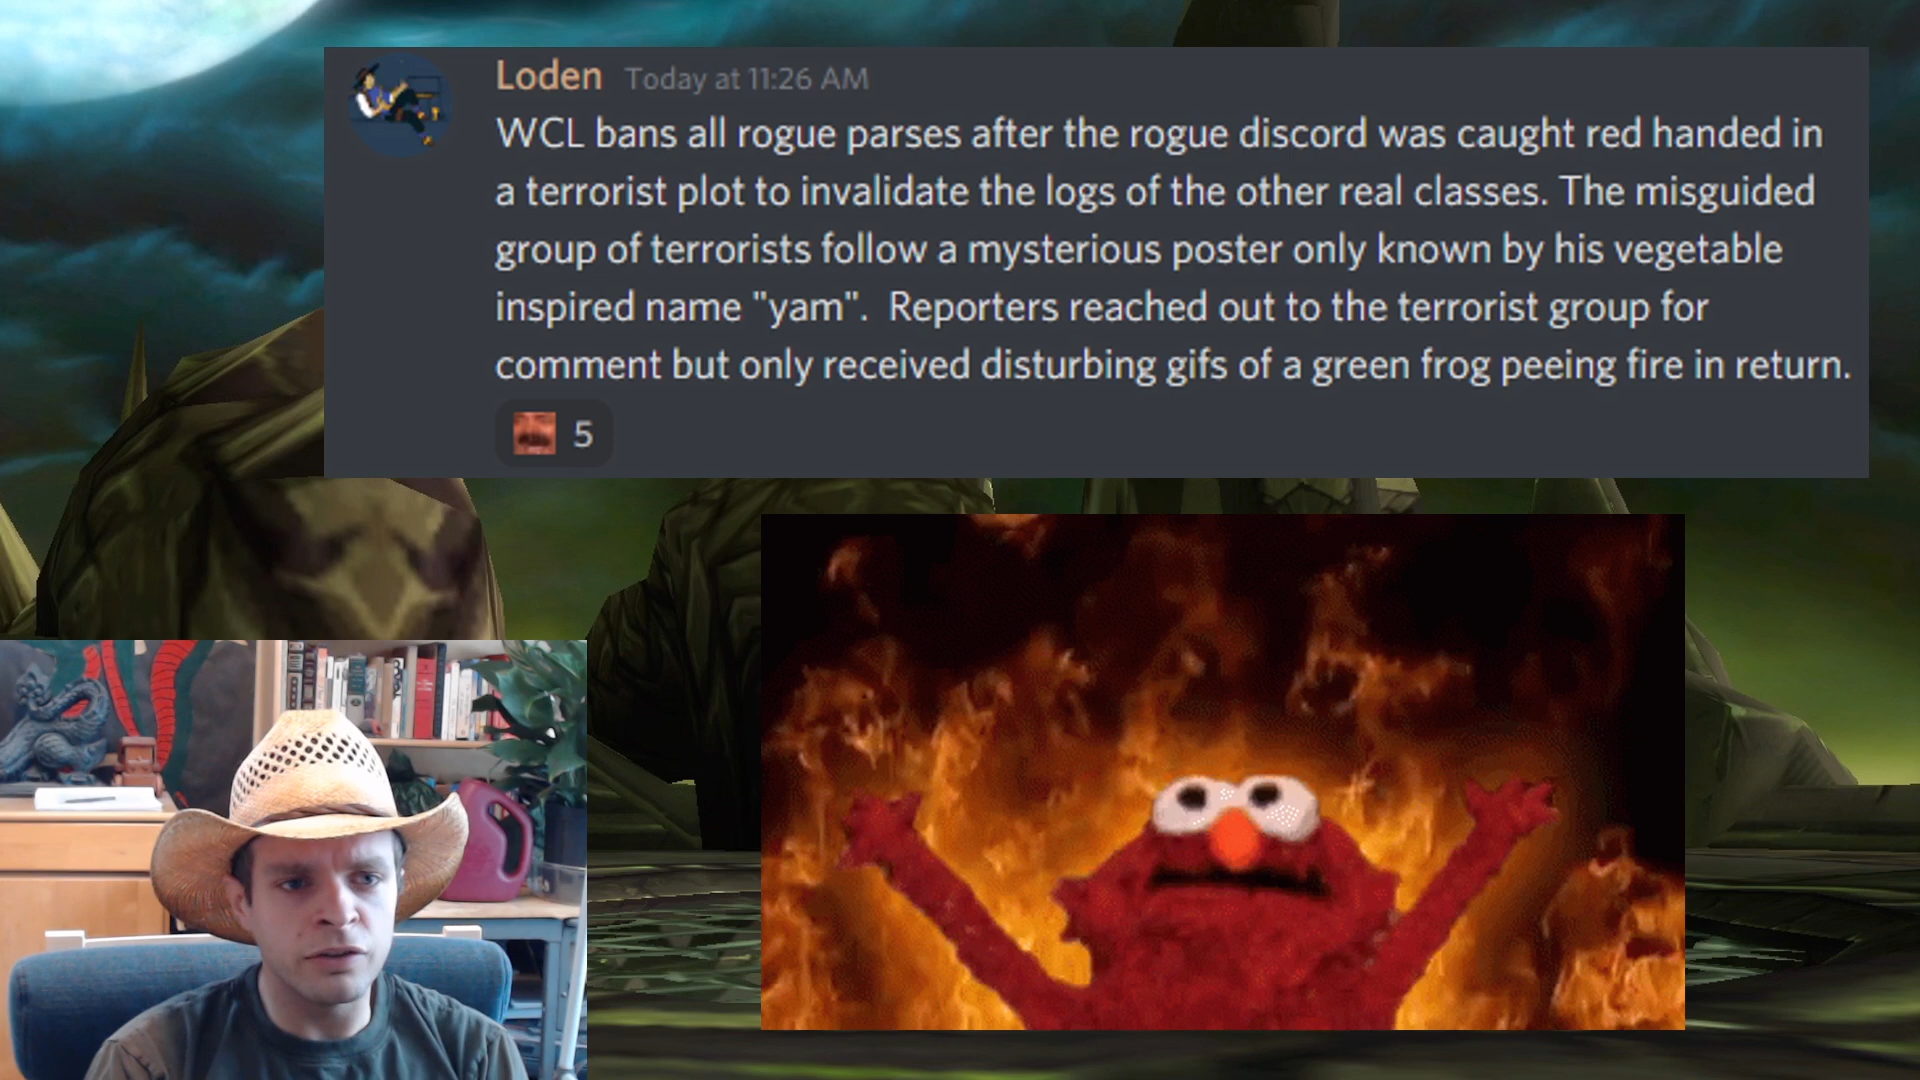 Loden Today at 11:26 AM
WCL bans all rogue parses after the rogue discord was caught red handed in
a terrorist plot to invalidate the logs of the other real classes. The misguided
group of terrorists follow a mysterious poster only known by his vegetable
inspired name "yam".  Reporters reached out to the terrorist group for
comment but only received disturbing gifs of a green frog peeing fire in return.
5